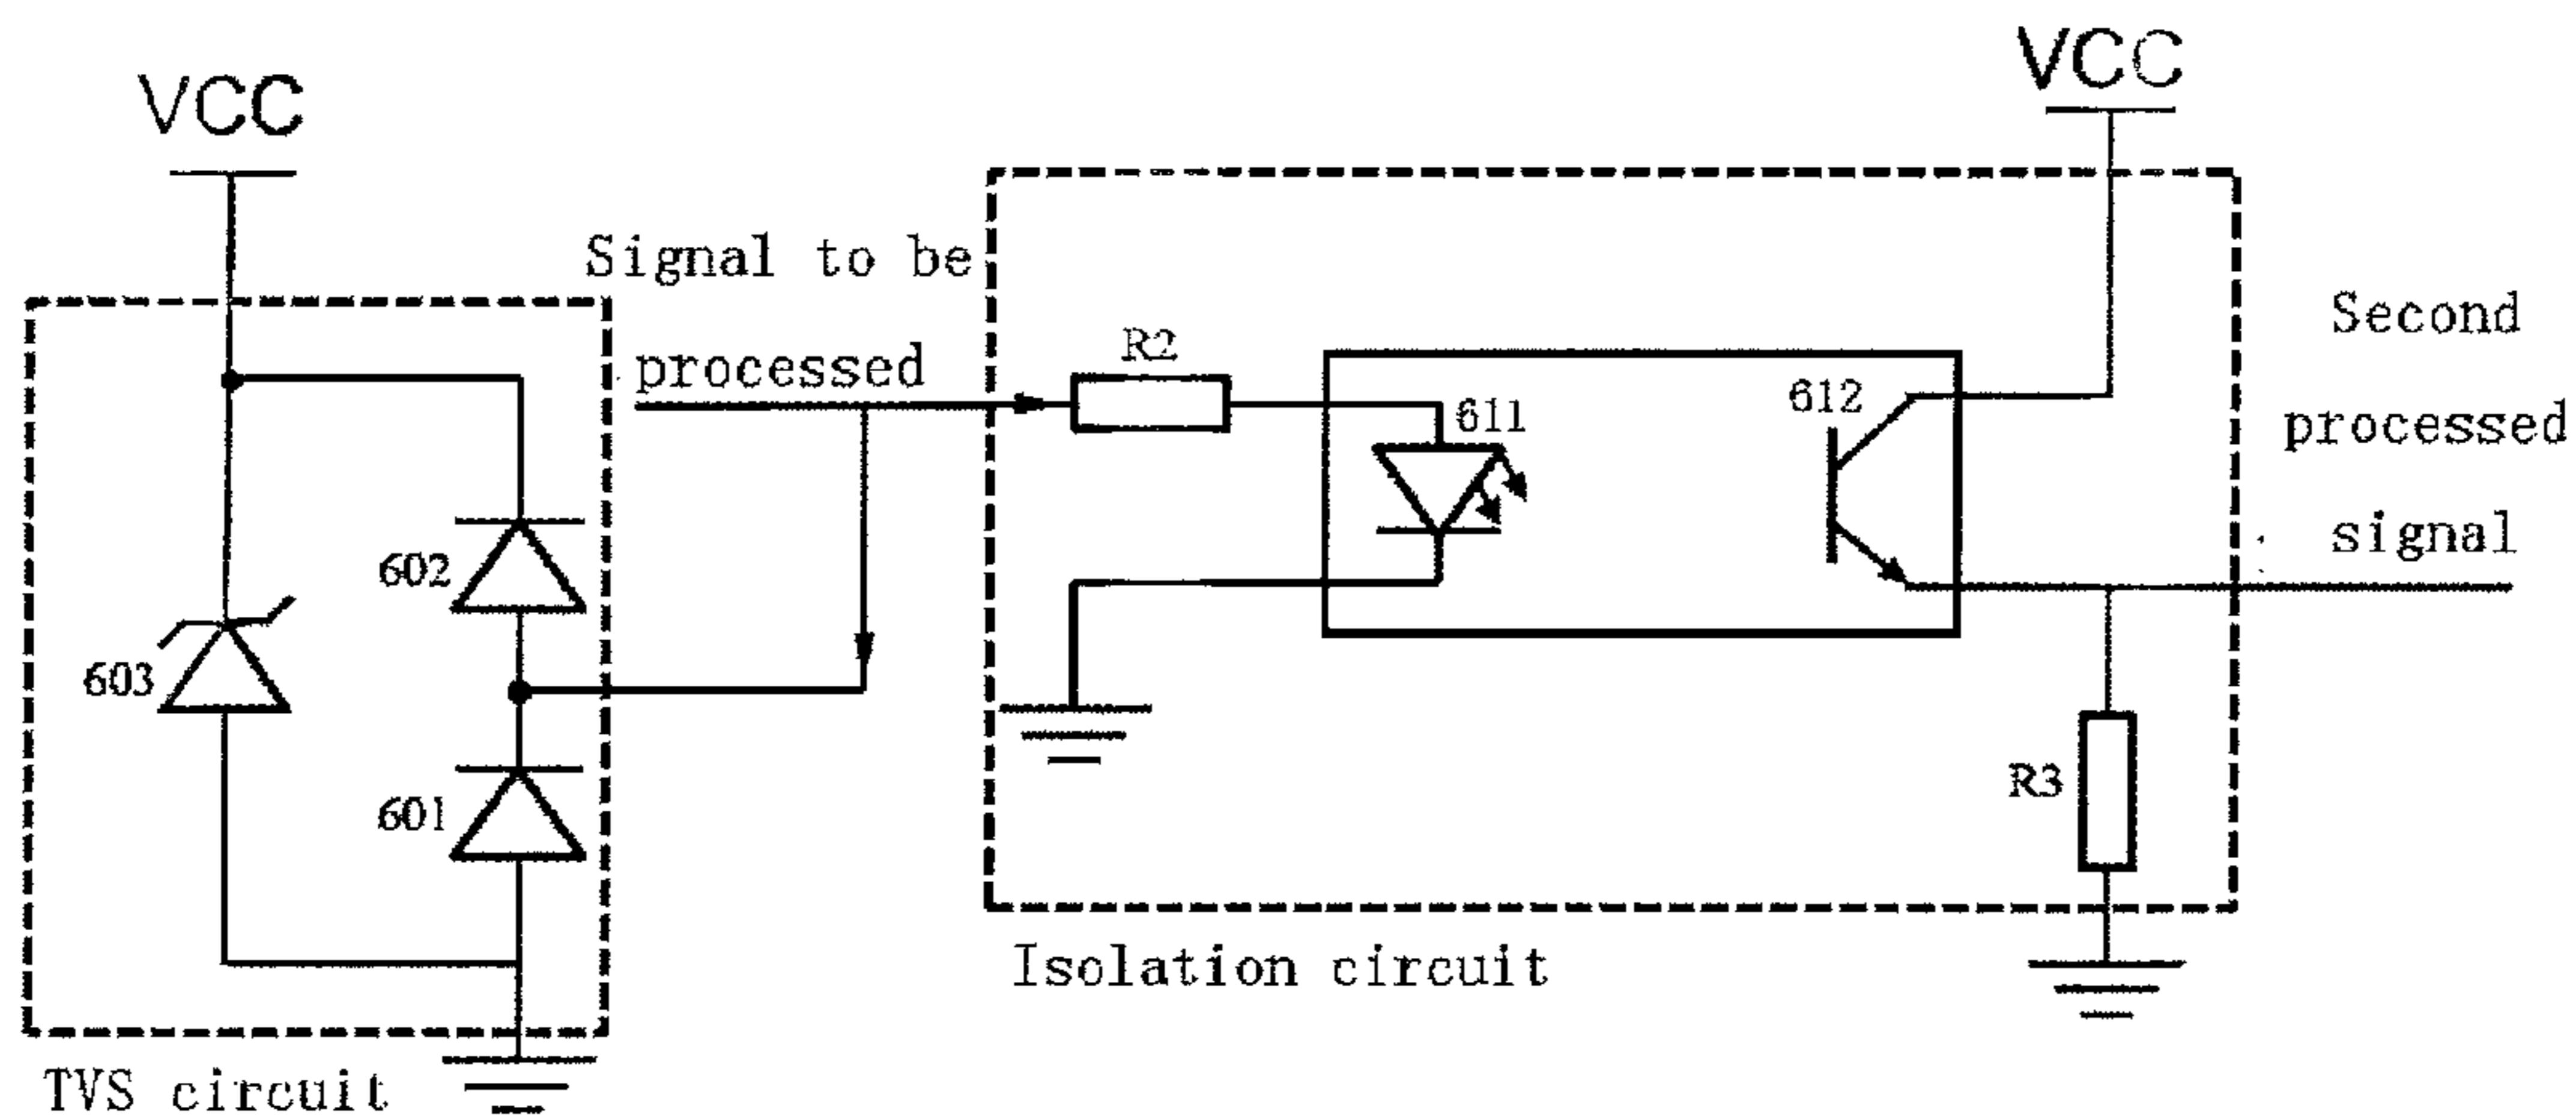 VCC
VCC
Signal to be
processed
R2
611
612
Second
processed
signal
602
603
601
R3
Isolation circuit
TVS circuit